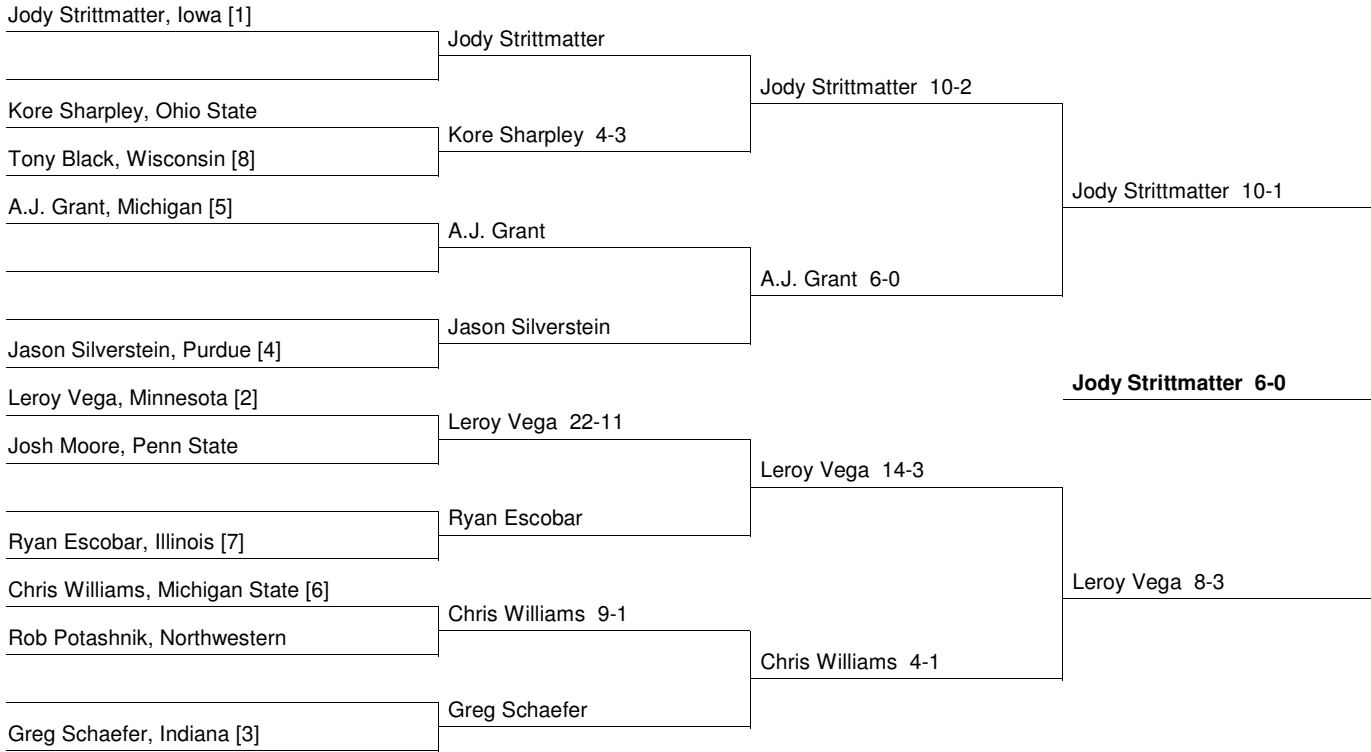 Jody Strittmatter, Iowa [1]
Kore Sharpley, Ohio State
Tony Black, Wisconsin [8]
A.J. Grant, Michigan [5]
Jason Silverstein, Purdue [4]
Leroy Vega, Minnesota [2]
Josh Moore, Penn State
Ryan Escobar, Illinois [7]
Chris Williams, Michigan State [6]
Rob Potashnik, Northwestern
Greg Schaefer, Indiana [3]
Jody Strittmatter
Kore Sharpley 4-3
A.J. Grant
Jason Silverstein
Leroy Vega 22-11
Ryan Escobar
Chris Williams 9-1
Greg Schaefer
Jody Strittmatter 10-2
A.J. Grant 6-0
Leroy Vega 14-3
Chris Williams 4-1
Jody Strittmatter 10-1
Jody Strittmatter 6-0
Leroy Vega 8-3